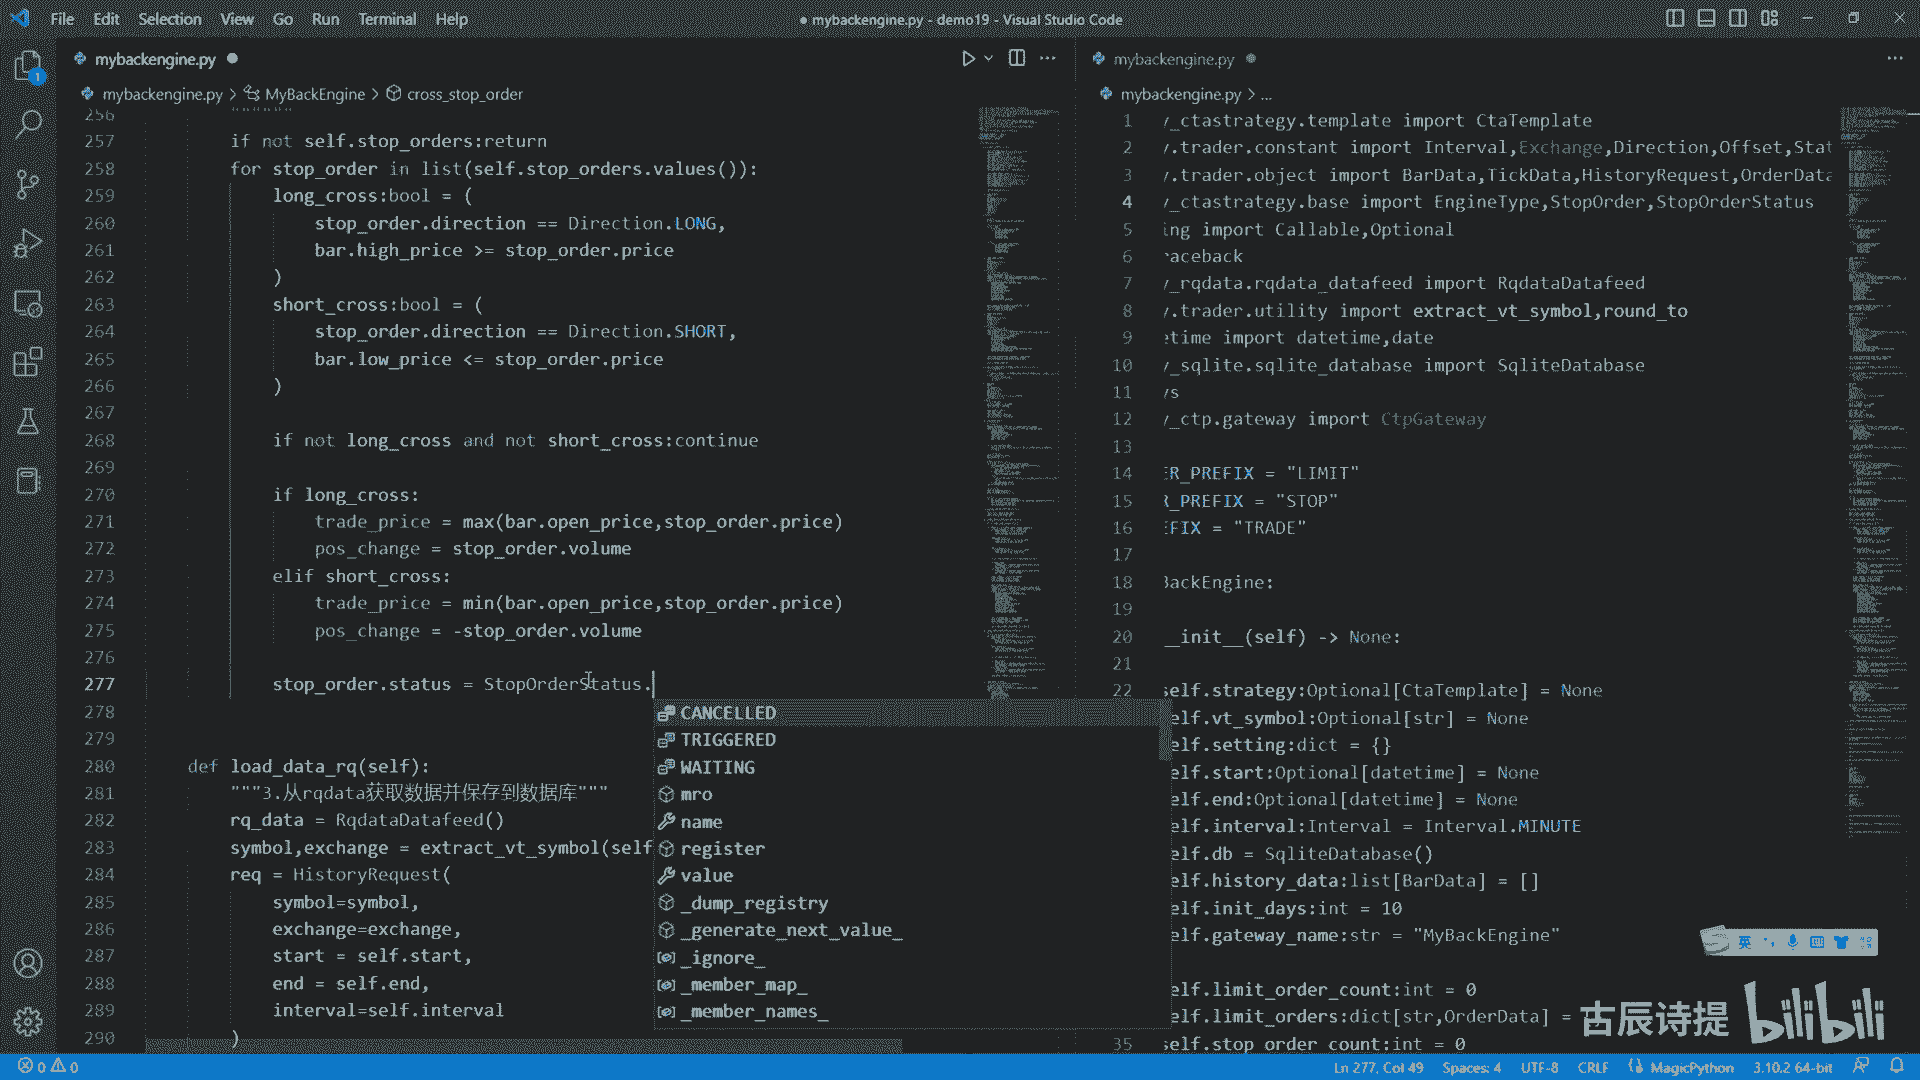 File Edit Selection View Go Run Terminal Help
● mybackengine.py - demo19 - Visual Studio Code
mybackengine.py
mybackengine.py > MyBackEngine > cross_stop_order
256
257 if not self.stop_orders:return
258 for stop_order in list(self.stop_orders.values()):
259 long_cross:bool = (
260 stop_order.direction == Direction.LONG,
261 bar.high_price >= stop_order.price
262 )
263 short_cross:bool = (
264 stop_order.direction == Direction.SHORT,
265 bar.low_price <= stop_order.price
266 )
267
268 if not long_cross and not short_cross:continue
269
270 if long_cross:
271 trade_price = max(bar.open_price,stop_order.price)
272 pos_change = stop_order.volume
273 elif short_cross:
274 trade_price = min(bar.open_price,stop_order.price)
275 pos_change = -stop_order.volume
276
277 stop_order.status = StopOrderStatus.
278
279
280 def load_data_rq(self):
281 """3.从rqdata获取数据并保存到数据库"""
282 rq_data = RqdataDatafeed()
283 symbol,exchange = extract_vt_symbol(self
284 req = HistoryRequest(
285 symbol=symbol,
286 exchange=exchange,
287 start = self.start,
288 end = self.end,
289 interval=self.interval
290 )
CANCELLED
TRIGGERED
WAITING
mro
name
register
value
_dump_registry
_generate_next_value_
_ignore_
_member_map_
_member_names_
mybackengine.py
mybackengine.py > ...
1 y_ctastrategy.template import CtaTemplate
2 y.trader.constant import Interval,Exchange,Direction,Offset,Stat
3 y.trader.object import BarData,TickData,HistoryRequest,OrderData
4 y_ctastrategy.base import EngineType,StopOrder,StopOrderStatus
5 ing import Callable,Optional
6 raceback
7 y_rqdata.rqdata_datafeed import RqdataDatafeed
8 y.trader.utility import extract_vt_symbol,round_to
9 etime import datetime,date
10 y_sqlite.sqlite_database import SqliteDatabase
11 ys
12 y_ctp.gateway import CtpGateway
13
14 ER_PREFIX = "LIMIT"
15 R_PREFIX = "STOP"
16 EFIX = "TRADE"
17
18 BackEngine:
19
20 __init__(self) -> None:
21
22 self.strategy:Optional[CtaTemplate] = None
elf.vt_symbol:Optional[str] = None
elf.setting:dict = {}
elf.start:Optional[datetime] = None
elf.end:Optional[datetime] = None
elf.interval:Interval = Interval.MINUTE
elf.db = SqliteDatabase()
elf.history_data:list[BarData] = []
elf.init_days:int = 10
elf.gateway_name:str = "MyBackEngine"
elf.limit_order_count:int = 0
elf.limit_orders:dict[str,OrderData] =
35 self.stop_order_count:int = 0
英
古辰诗提 bilibili
0 0
Ln 277, Col 49 Spaces: 4 UTF-8 CRLF MagicPython 3.10.2 64-bit